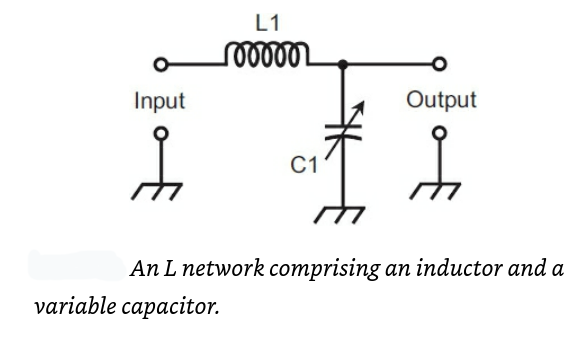 L1
Input
Output
C1
An L network comprising an inductor and a
variable capacitor.